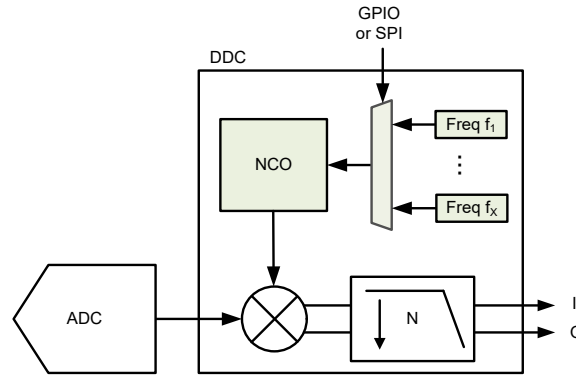 GPIO
or SPI
DDC
Freq f1
NCO
⋮
Freq fX
ADC
N
I